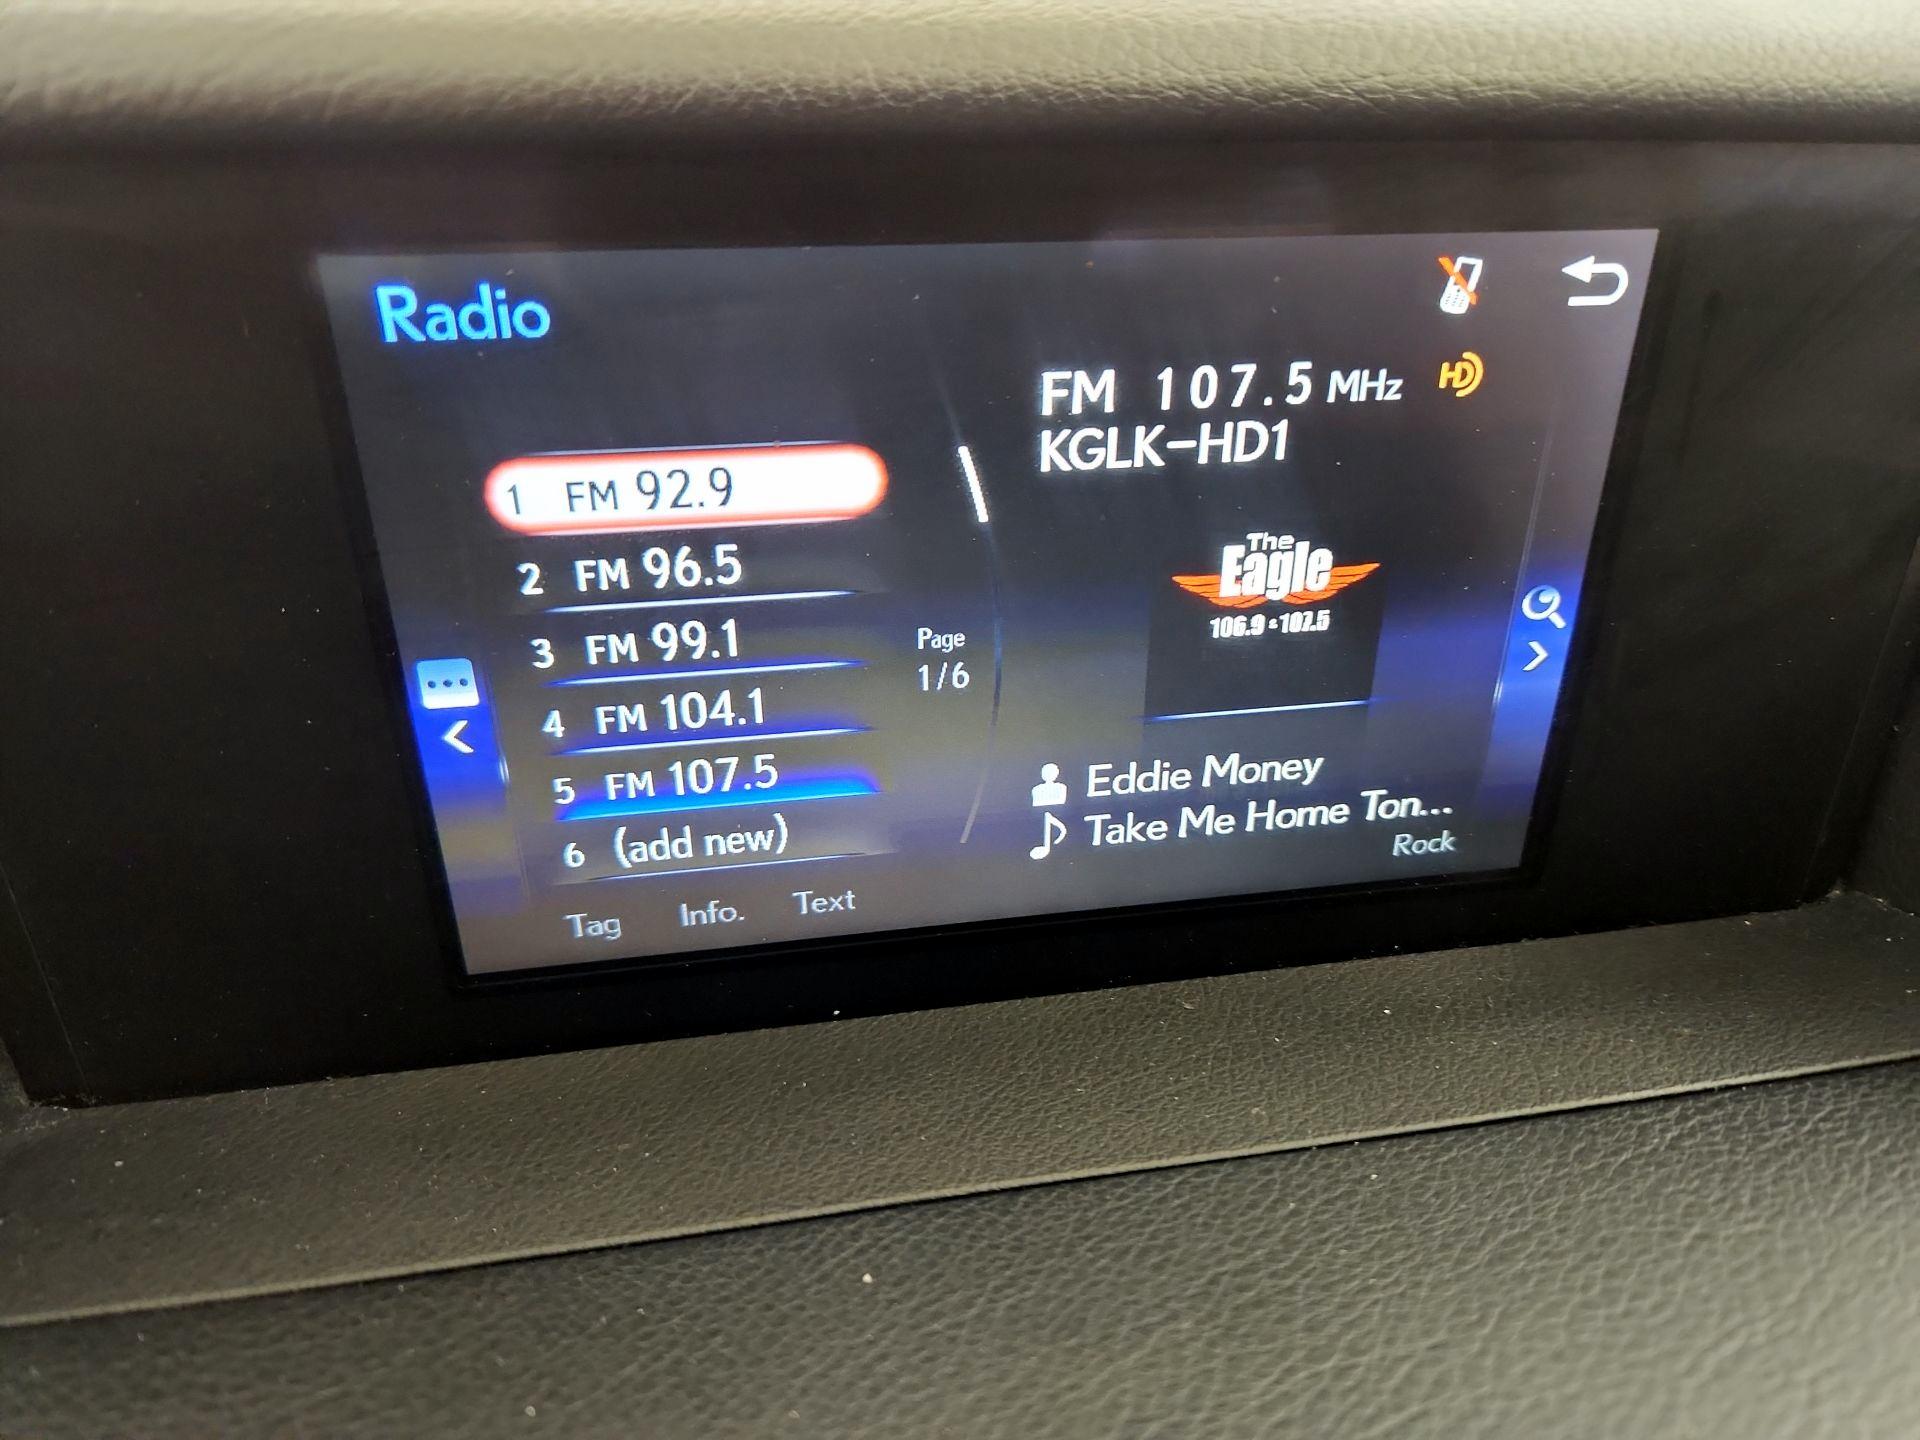 Radio
1 FM 92.9
2 FM 96.5
3 FM 99.1
4 FM 104.1
5 FM 107.5
6 (add new)
Page
1/6
Tag Info. Text
FM 107.5 MHz HD
KGLK-HD1
The
Eagle
106.9 & 107.5
Eddie Money
Take Me Home Ton...
Rock